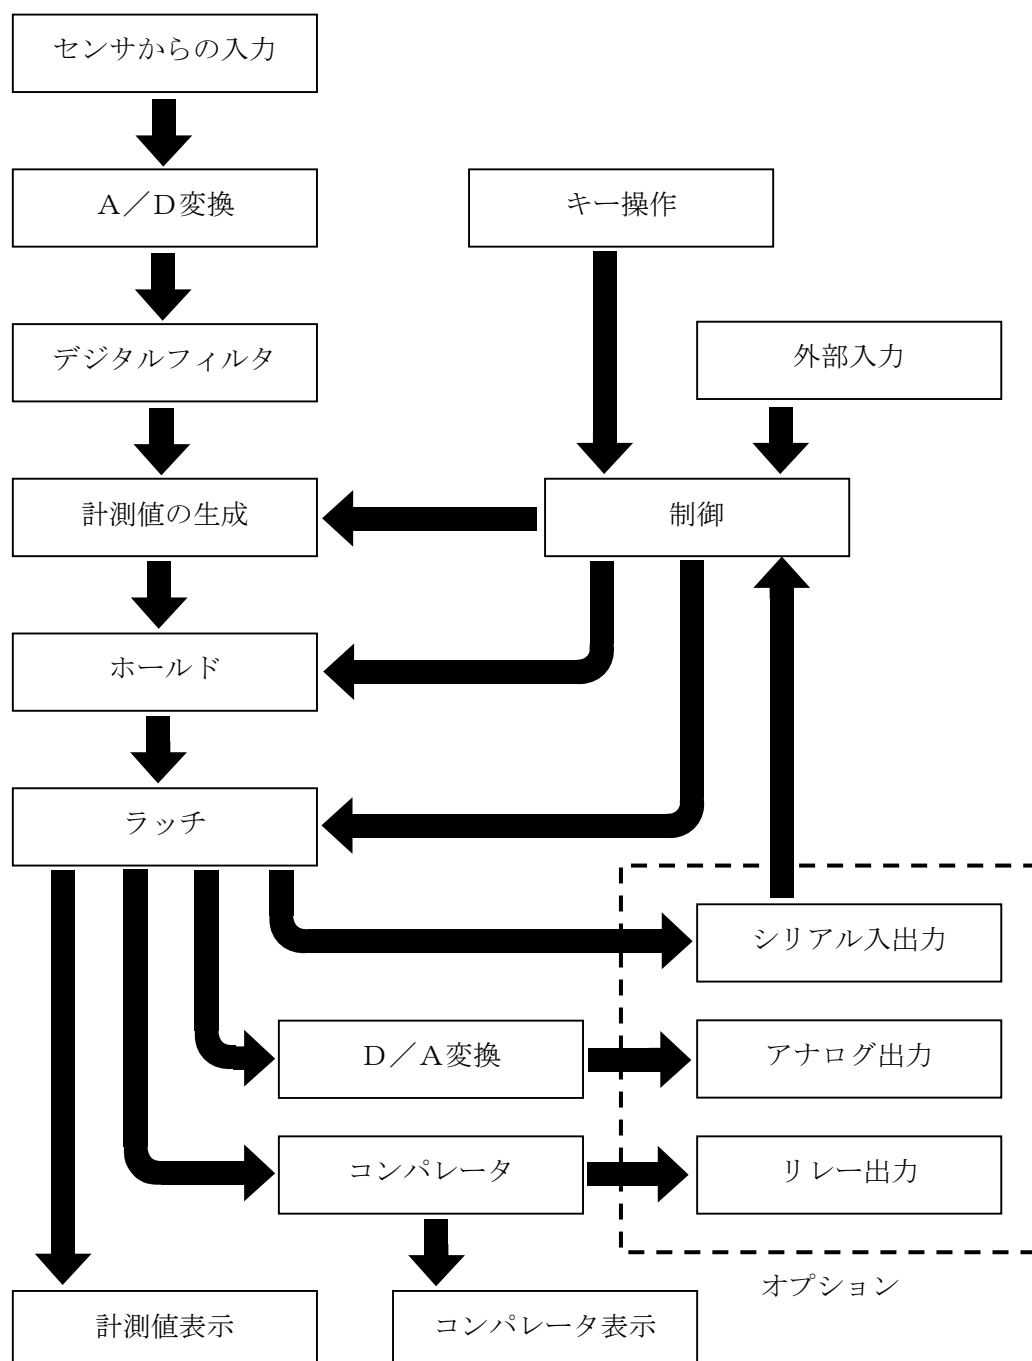 センサからの入力
A/D変換
キー操作
デジタルフィルタ
外部入力
計測値の生成
制御
ホールド
ラッチ
シリアル入出力
D/A変換
アナログ出力
コンパレータ
リレー出力
オプション
計測値表示
コンパレータ表示